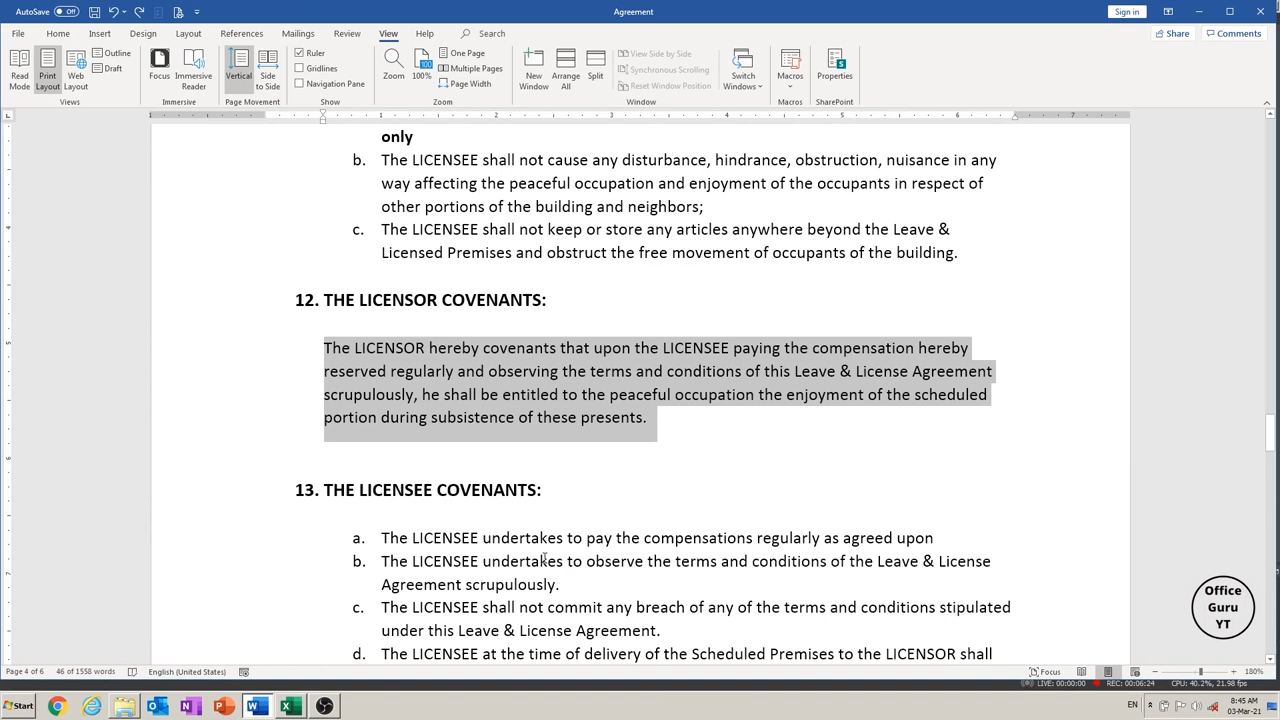 AutoSave Off Agreement Sign in
File Home Insert Design Layout References Mailings Review View Help Search Share Comments
Read Mode Print Layout Web Layout Outline Draft Views
Focus Immersive Reader Immersive
Vertical Side to Side Page Movement
Ruler Gridlines Navigation Pane Show
Zoom 100% One Page Multiple Pages Page Width Zoom
New Window Arrange All Split View Side by Side Synchronous Scrolling Reset Window Position Switch Windows Window
Macros Macros
Properties SharePoint
1 1 2 3 4 5 6 7
only
b. The LICENSEE shall not cause any disturbance, hindrance, obstruction, nuisance in any
way affecting the peaceful occupation and enjoyment of the occupants in respect of
other portions of the building and neighbors;
c. The LICENSEE shall not keep or store any articles anywhere beyond the Leave &
Licensed Premises and obstruct the free movement of occupants of the building.
12. THE LICENSOR COVENANTS:
The LICENSOR hereby covenants that upon the LICENSEE paying the compensation hereby
reserved regularly and observing the terms and conditions of this Leave & License Agreement
scrupulously, he shall be entitled to the peaceful occupation the enjoyment of the scheduled
portion during subsistence of these presents.
13. THE LICENSEE COVENANTS:
a. The LICENSEE undertakes to pay the compensations regularly as agreed upon
b. The LICENSEE undertakes to observe the terms and conditions of the Leave & License
Agreement scrupulously.
c. The LICENSEE shall not commit any breach of any of the terms and conditions stipulated
under this Leave & License Agreement.
d. The LICENSEE at the time of delivery of the Scheduled Premises to the LICENSOR shall
Office
Guru
YT
Page 4 of 6 46 of 1558 words English (United States) Focus 180%
LIVE: 00:00:00 REC: 00:06:24 CPU: 40.2%, 21.98 fps
Start EN 8:45 AM
03-Mar-21